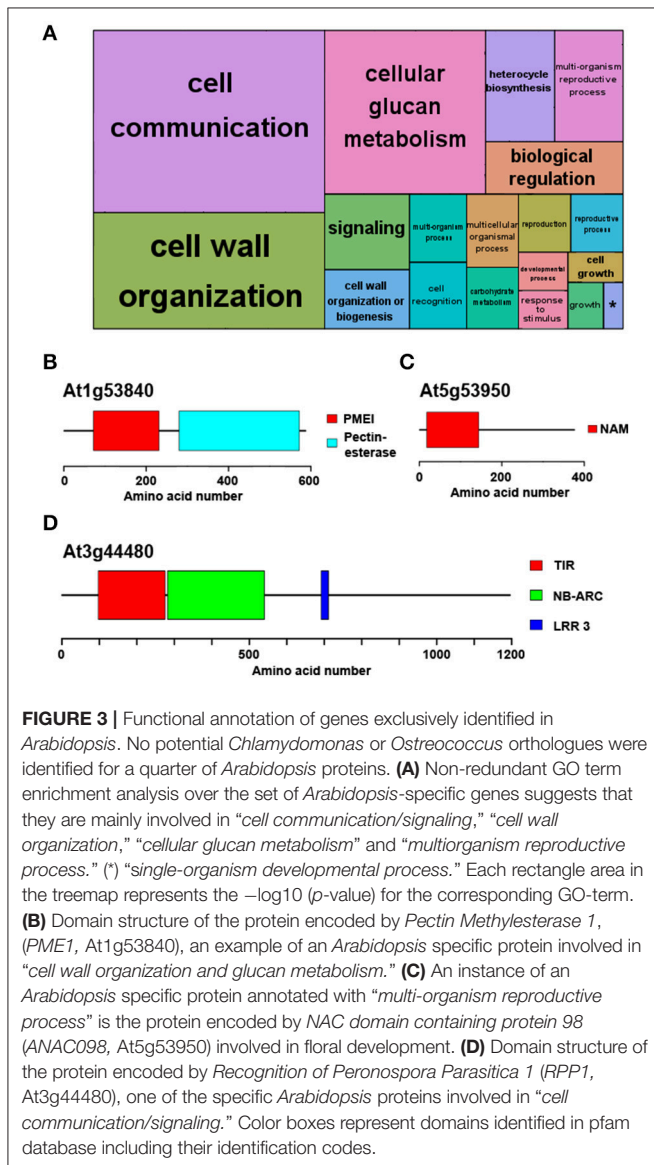 A
cell
communication
cell wall
organization
cellular
glucan
metabolism
heterocycle
biosynthesis
multi-organism
reproductive
process
biological
regulation
signaling
cell wall
organization or
biogenesis
multi-organism
process
cell
recognition
multicellular
organismal
process
carbohydrate
metabolism
reproduction
reproductive
process
developmental
process
response
to
stimulus
cell
growth
growth
*
B
At1g53840
PMEI
Pectin-
esterase
0 200 400 600
Amino acid number
C
At5g53950
NAM
0 200 400
Amino acid number
D
At3g44480
TIR
NB-ARC
LRR 3
0 500 1000 1200
Amino acid number
FIGURE 3 | Functional annotation of genes exclusively identified in
Arabidopsis. No potential Chlamydomonas or Ostreococcus orthologues were
identified for a quarter of Arabidopsis proteins. (A) Non-redundant GO term
enrichment analysis over the set of Arabidopsis-specific genes suggests that
they are mainly involved in “cell communication/signaling,” “cell wall
organization,” “cellular glucan metabolism” and “multiorganism reproductive
process.” (*) “single-organism developmental process.” Each rectangle area in
the treemap represents the −log10 (p-value) for the corresponding GO-term.
(B) Domain structure of the protein encoded by Pectin Methylesterase 1,
(PME1, At1g53840), an example of an Arabidopsis specific protein involved in
“cell wall organization and glucan metabolism.” (C) An instance of an
Arabidopsis specific protein annotated with “multi-organism reproductive
process” is the protein encoded by NAC domain containing protein 98
(ANAC098, At5g53950) involved in floral development. (D) Domain structure of
the protein encoded by Recognition of Peronospora Parasitica 1 (RPP1,
At3g44480), one of the specific Arabidopsis proteins involved in “cell
communication/signaling.” Color boxes represent domains identified in pfam
database including their identification codes.